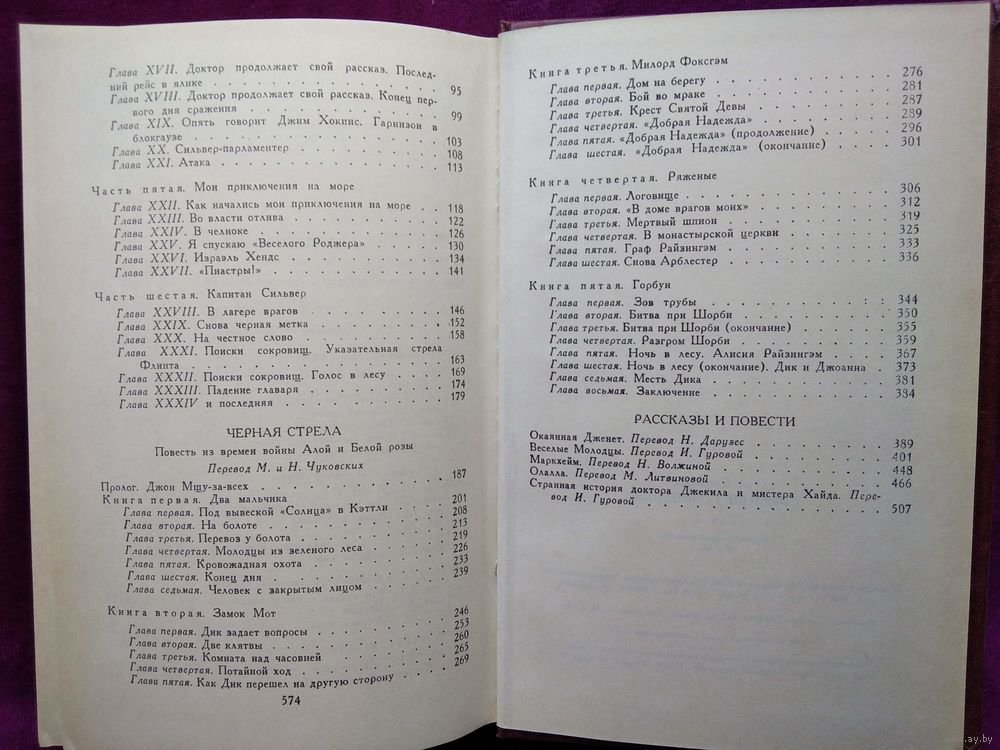 Глава XVII. Доктор продолжает свой рассказ. Послед-
ний рейс в ялике . . . . . . . . . . . . . . 95
Глава XVIII. Доктор продолжает свой рассказ. Конец пер-
вого дня сражения . . . . . . . . . . . . . . 99
Глава XIX. Опять говорит Джим Хокинс. Гарнизон в
блокгаузе . . . . . . . . . . . . . . 103
Глава XX. Сильвер-парламентер . . . . . . . . . 108
Глава XXI. Атака . . . . . . . . . . . . . . 113
Часть пятая. Мои приключения на море
Глава XXII. Как начались мои приключения на море . . 118
Глава XXIII. Во власти отлива . . . . . . . . . 122
Глава XXIV. В челноке . . . . . . . . . . . . 126
Глава XXV. Я спускаю «Веселого Роджера» . . . . . 130
Глава XXVI. Израэль Хендс . . . . . . . . . . 134
Глава XXVII. «Пиастры!» . . . . . . . . . . . 141
Часть шестая. Капитан Сильвер
Глава XXVIII. В лагере врагов . . . . . . . . . 146
Глава XXIX. Снова черная метка . . . . . . . . 152
Глава XXX. На честное слово . . . . . . . . . 158
Глава XXXI. Поиски сокровищ. Указательная стрела
Флинта . . . . . . . . . . . . . . 163
Глава XXXII. Поиски сокровищ. Голос в лесу . . . . 169
Глава XXXIII. Падение главаря . . . . . . . . . 174
Глава XXXIV и последняя . . . . . . . . . . . 179
ЧЕРНАЯ СТРЕЛА
Повесть из времен войны Алой и Белой розы
Перевод М. и Н. Чуковских
Пролог. Джон Мщу-за-всех . . . . . . . . . . . 187
Книга первая. Два мальчика . . . . . . . . . . 201
Глава первая. Под вывеской «Солнца» в Кэттли . . . . 208
Глава вторая. На болоте . . . . . . . . . . . 213
Глава третья. Перевоз у болота . . . . . . . . . 219
Глава четвертая. Молодцы из зеленого леса . . . . . 226
Глава пятая. Кровожадная охота . . . . . . . . 233
Глава шестая. Конец дня . . . . . . . . . . . 239
Глава седьмая. Человек с закрытым лицом . . . . . .
Книга вторая. Замок Мот . . . . . . . . . . . 246
Глава первая. Дик задает вопросы . . . . . . . . 253
Глава вторая. Две клятвы . . . . . . . . . . . 260
Глава третья. Комната над часовней . . . . . . . 265
Глава четвертая. Потайной ход . . . . . . . . . 269
Глава пятая. Как Дик перешел на другую сторону . . . .
574
Книга третья. Милорд Фоксгэм
Глава первая. Дом на берегу . . . . . . . . . . 276
Глава вторая. Бой во мраке . . . . . . . . . . 281
Глава третья. Крест Святой Девы . . . . . . . . 287
Глава четвертая. «Добрая Надежда» . . . . . . . 289
Глава пятая. «Добрая Надежда» (продолжение) . . . . 296
Глава шестая. «Добрая Надежда» (окончание) . . . . 301
Книга четвертая. Ряженые
Глава первая. Логовище . . . . . . . . . . . 306
Глава вторая. «В доме врагов моих» . . . . . . . 312
Глава третья. Мертвый шпион . . . . . . . . . 319
Глава четвертая. В монастырской церкви . . . . . . 325
Глава пятая. Граф Райзингэм . . . . . . . . . 333
Глава шестая. Снова Арблестер . . . . . . . . . 336
Книга пятая. Горбун
Глава первая. Зов трубы . . . . . . . . . . . 344
Глава вторая. Битва при Шорби . . . . . . . . . 350
Глава третья. Битва при Шорби (окончание) . . . . . 355
Глава четвертая. Разгром Шорби . . . . . . . . 359
Глава пятая. Ночь в лесу. Алисия Райзингэм . . . . . 367
Глава шестая. Ночь в лесу (окончание). Дик и Джоанна . 373
Глава седьмая. Месть Дика . . . . . . . . . . 381
Глава восьмая. Заключение . . . . . . . . . . 384
РАССКАЗЫ И ПОВЕСТИ
Окаянная Дженет. Перевод Н. Дарузес . . . . . . . 389
Веселые Молодцы. Перевод И. Гуровой . . . . . . . 401
Маркхейм. Перевод Н. Волжиной . . . . . . . . . 448
Олалла. Перевод М. Литвиновой . . . . . . . . . 466
Странная история доктора Джекила и мистера Хайда. Пере-
вод И. Гуровой . . . . . . . . . . . . . . 507
www.ay.by